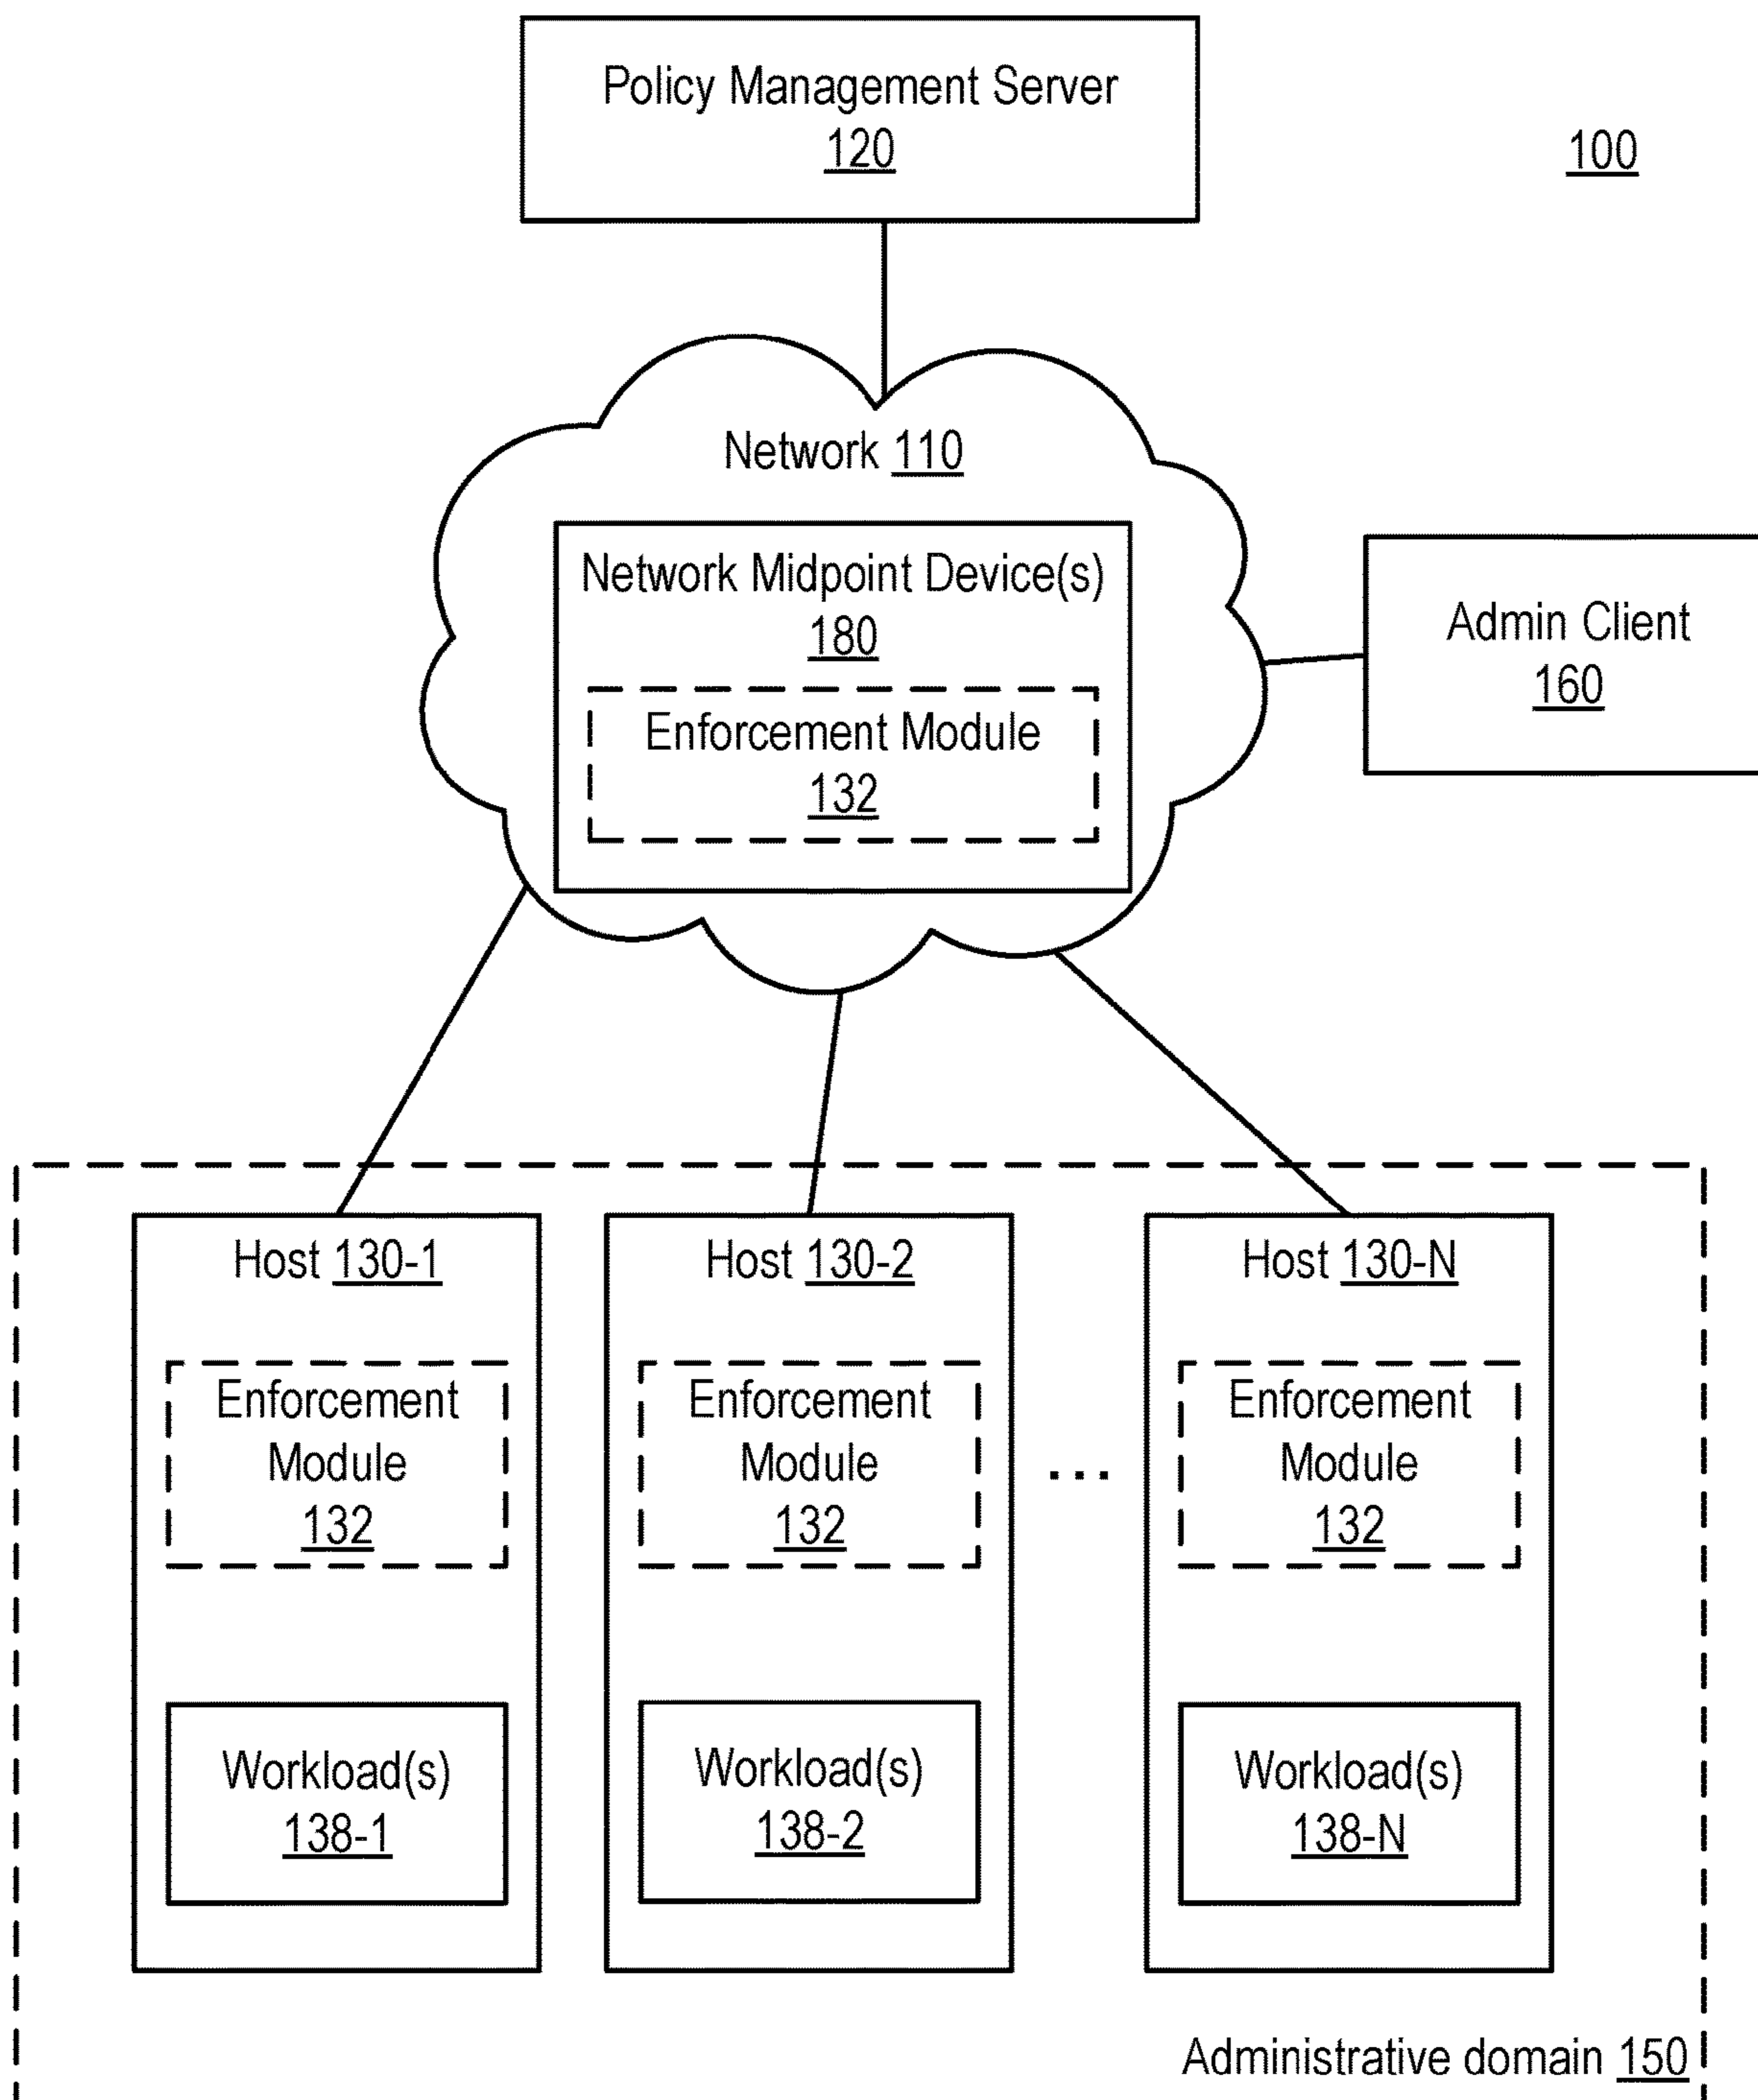 Policy Management Server
120
100
Network 110
Network Midpoint Device(s)
180
Enforcement Module
132
Admin Client
160
Host 130-1
Enforcement
Module
132
Workload(s)
138-1
Host 130-2
Enforcement
Module
132
Workload(s)
138-2
...
Host 130-N
Enforcement
Module
132
Workload(s)
138-N
Administrative domain 150